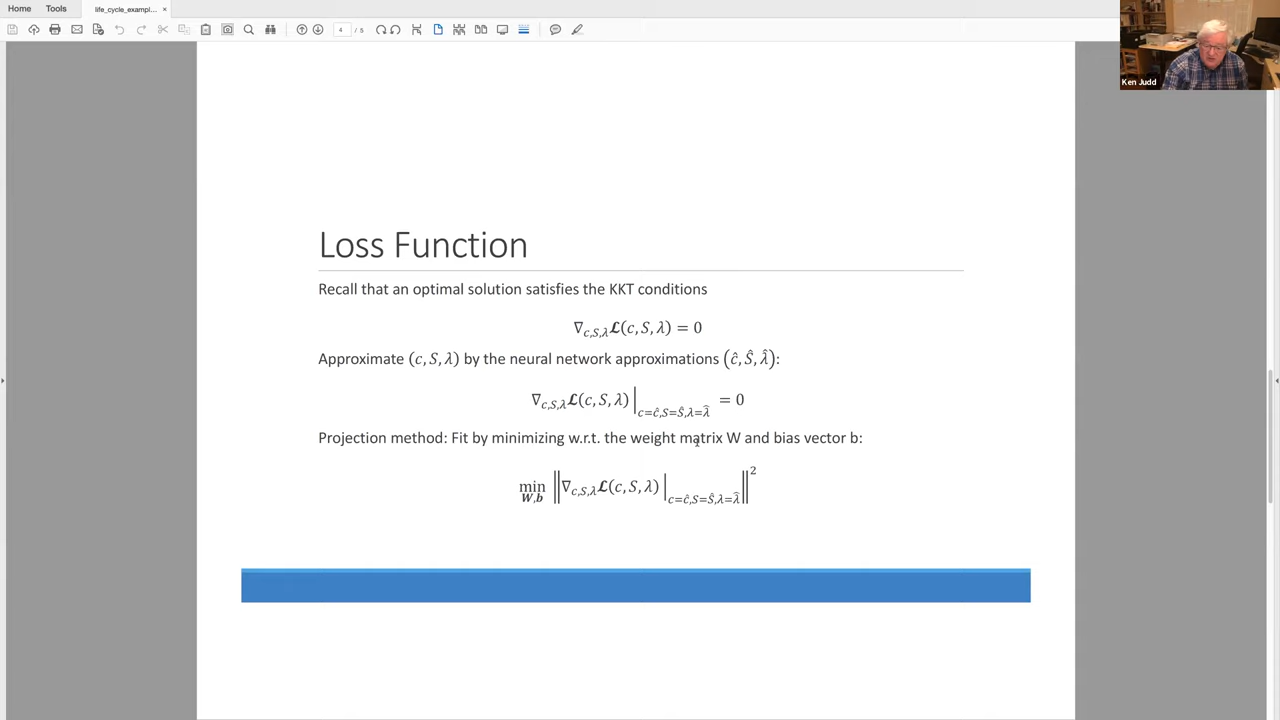 Home Tools life_cycle_exampl... ×
4 / 5
Ken Judd
Loss Function
Recall that an optimal solution satisfies the KKT conditions
∇c,S,λ𝓛(c, S, λ) = 0
Approximate (c, S, λ) by the neural network approximations (ĉ, Ŝ, λ̂):
∇c,S,λ𝓛(c, S, λ) |c=ĉ,S=Ŝ,λ=λ̂ = 0
Projection method: Fit by minimizing w.r.t. the weight matrix W and bias vector b:
min W,b ‖∇c,S,λ𝓛(c, S, λ) |c=ĉ,S=Ŝ,λ=λ̂‖²